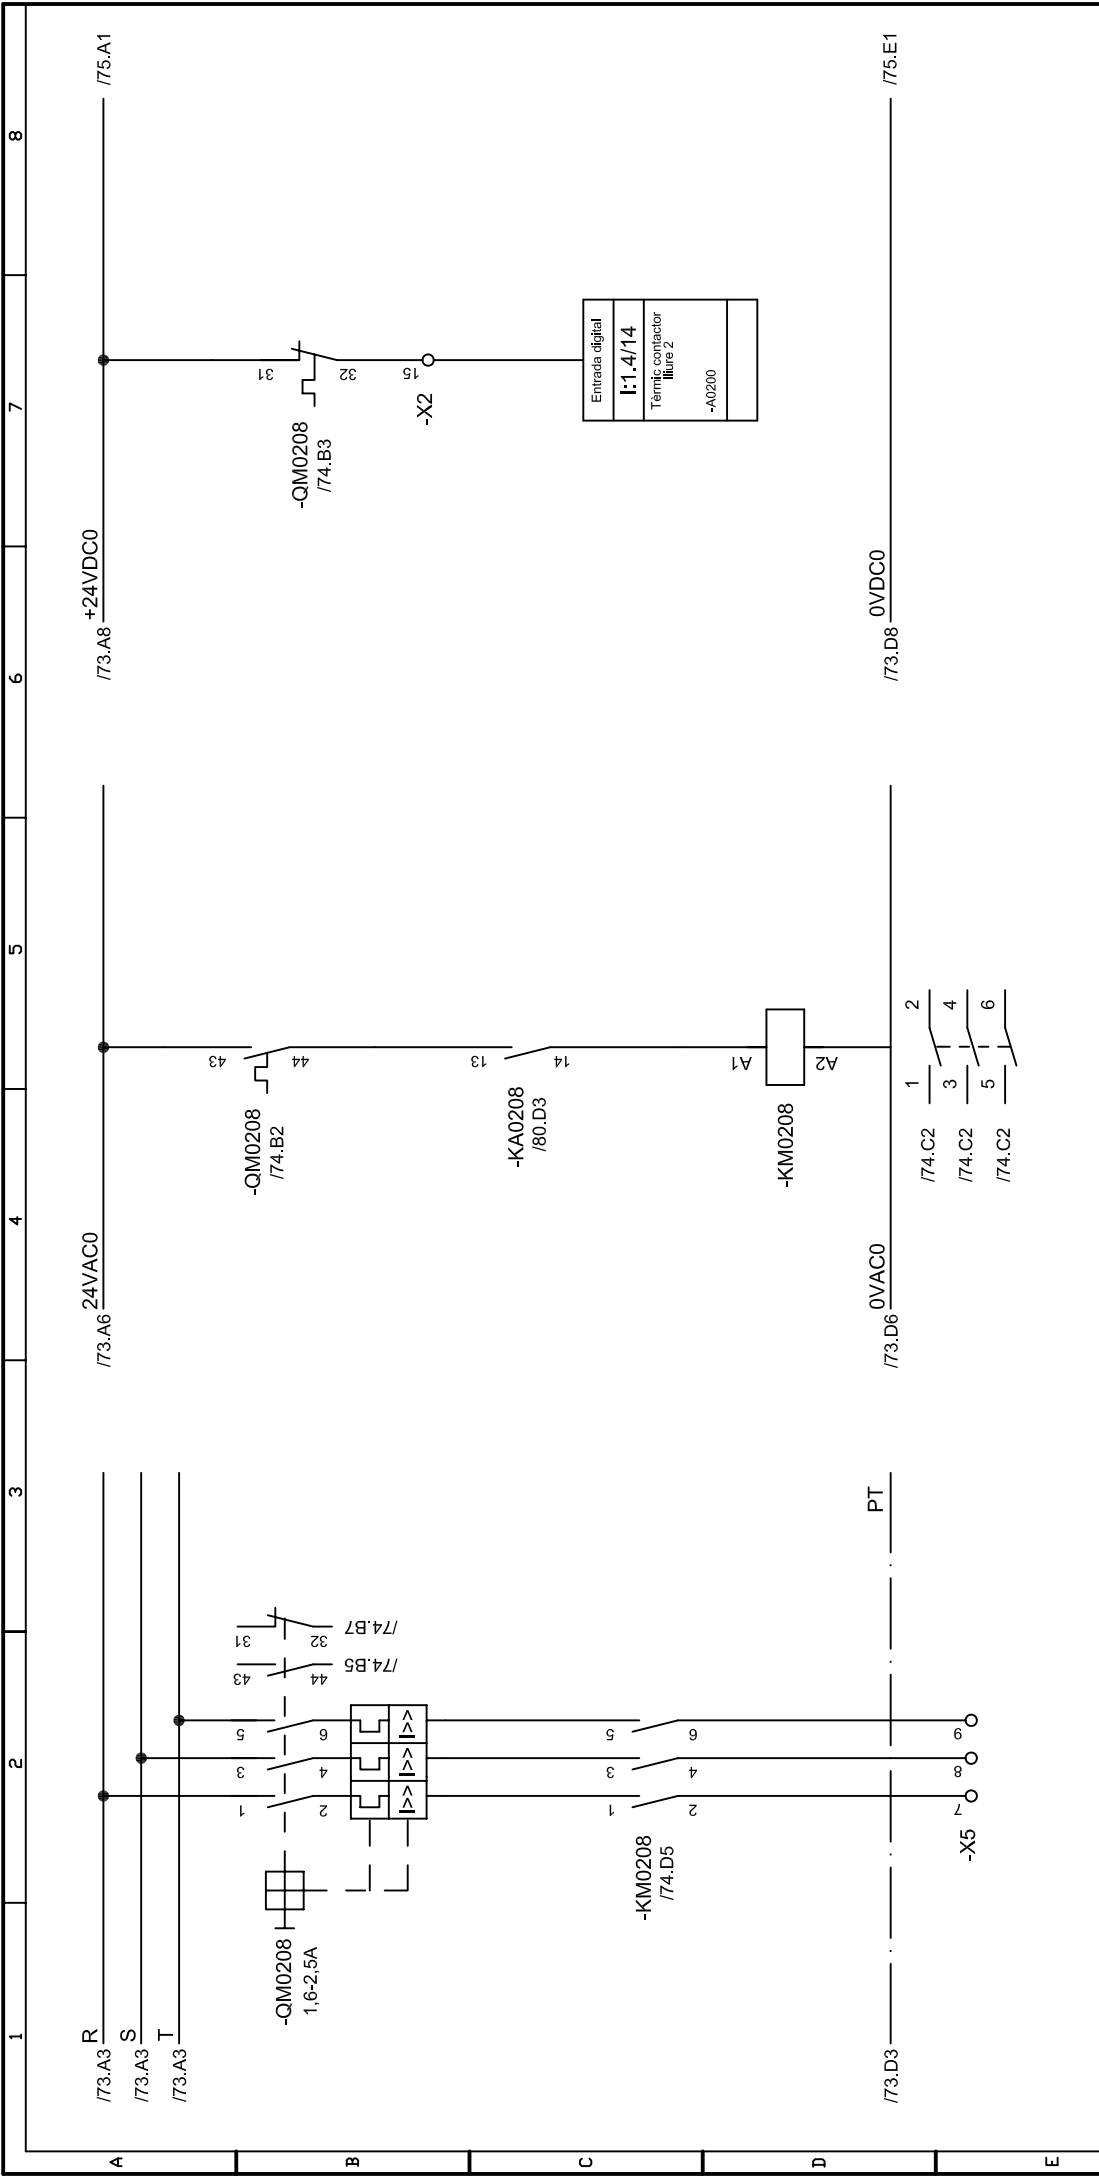 1 2 3 4 5 6 7 8
A
B
C
D
E
/73.A3 R
/73.A3 S
/73.A3 T
-QM0208
1,6-2,5A
1 3 5 43 31
2 4 6 44 32
/74.B5
/74.B7
I>> I>> I>>
-KM0208
/74.D5
1 3 5
2 4 6
/73.D3
PT
-X5
7 8 9
/73.A6 24VAC0
-QM0208
/74.B2
43
44
-KA0208
/80.D3
13
14
-KM0208
A1
A2
/73.D6 0VAC0
/74.C2 1 2
/74.C2 3 4
/74.C2 5 6
/73.A8 +24VDC0 /75.A1
-QM0208
/74.B3
31
32
-X2
15
Entrada digital
I:1.4/14
Tèrmic contactor
lliure 2
-A0200
/73.D8 0VDC0 /75.E1